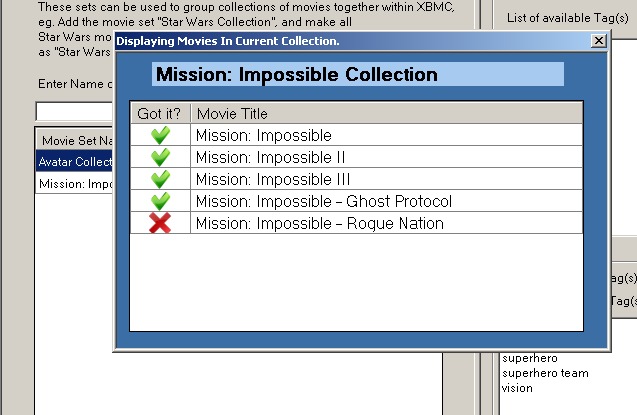 These sets can be used to group collections of movies together within XBMC,
eg. Add the movie set "Star Wars Collection", and make all
Star Wars mo
as "Star Wars
List of available Tag(s)
Displaying Movies In Current Collection.
Mission: Impossible Collection
Enter Name o
Got it? Movie Title
Mission: Impossible
Mission: Impossible II
Mission: Impossible III
Mission: Impossible - Ghost Protocol
Mission: Impossible - Rogue Nation
Movie Set Na
Avatar Collect
Mission: Impo
ag(s)
Tag(s
superhero
superhero team
vision